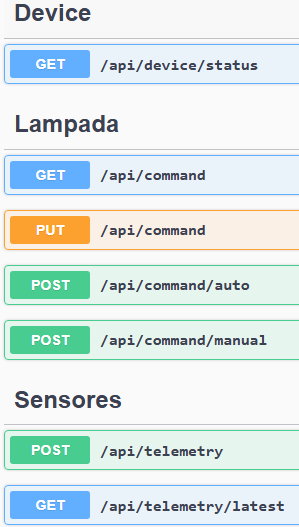 Device
GET /api/device/status
Lampada
GET /api/command
PUT /api/command
POST /api/command/auto
POST /api/command/manual
Sensores
POST /api/telemetry
GET /api/telemetry/latest